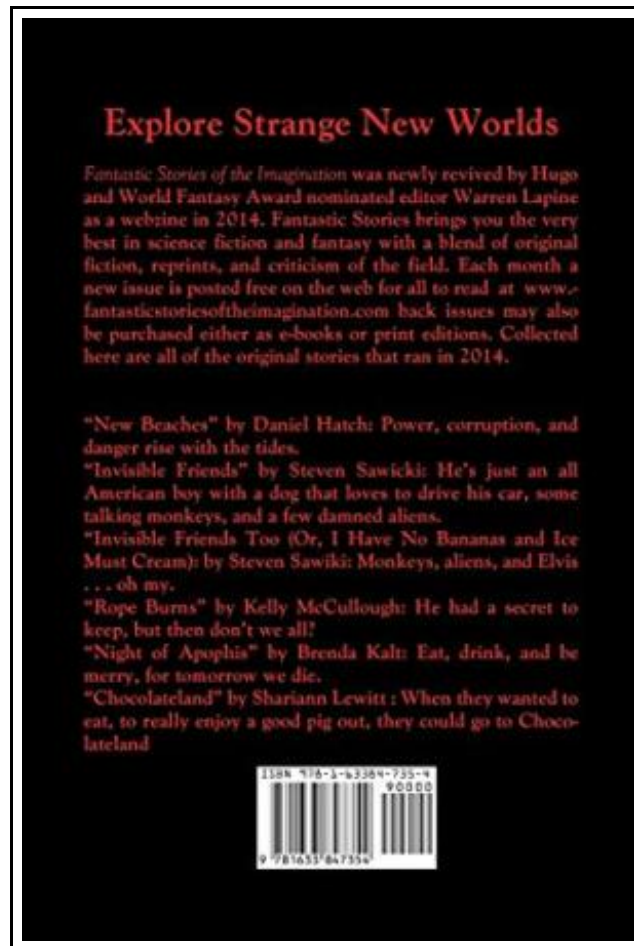 Explore Strange New Worlds
Fantastic Stories of the Imagination was newly revived by Hugo
and World Fantasy Award nominated editor Warren Lapine
as a webzine in 2014. Fantastic Stories brings you the very
best in science fiction and fantasy with a blend of original
fiction, reprints, and criticism of the field. Each month a
new issue is posted free on the web for all to read at www.-
fantasticstoriesoftheimagination.com back issues may also
be purchased either as e-books or print editions. Collected
here are all of the original stories that ran in 2014.
“New Beaches” by Daniel Hatch: Power, corruption, and
danger rise with the tides.
“Invisible Friends” by Steven Sawicki: He’s just an all
American boy with a dog that loves to drive his car, some
talking monkeys, and a few damned aliens.
“Invisible Friends Too (Or, I Have No Bananas and Ice
Must Cream): by Steven Sawiki: Monkeys, aliens, and Elvis
. . . oh my.
“Rope Burns” by Kelly McCullough: He had a secret to
keep, but then don’t we all?
“Night of Apophis” by Brenda Kalt: Eat, drink, and be
merry, for tomorrow we die.
“Chocolateland” by Shariann Lewitt : When they wanted to
eat, to really enjoy a good pig out, they could go to Choco-
lateland
ISBN 978-1-63384-735-4
90000
9 781633 847354